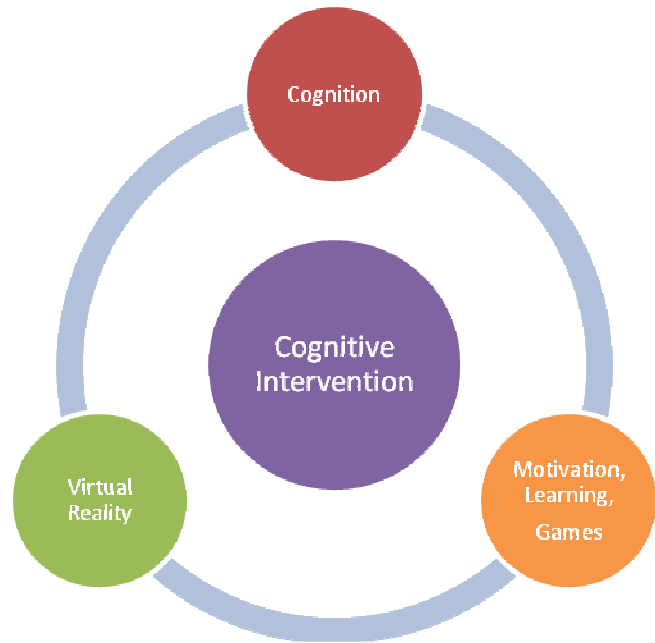 Cognition
Cognitive
Intervention
Virtual
Reality
Motivation,
Learning,
Games